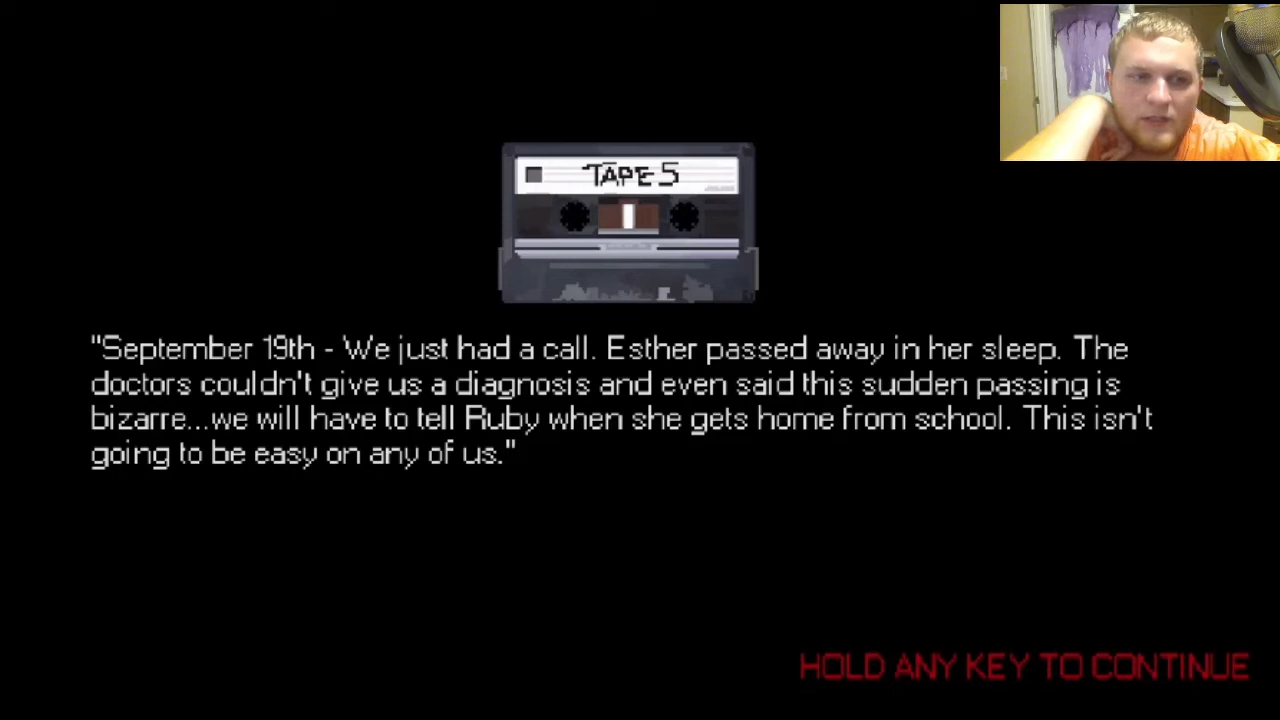 TAPE 5
"September 19th - We just had a call. Esther passed away in her sleep. The
doctors couldn't give us a diagnosis and even said this sudden passing is
bizarre...we will have to tell Ruby when she gets home from school. This isn't
going to be easy on any of us."
HOLD ANY KEY TO CONTINUE